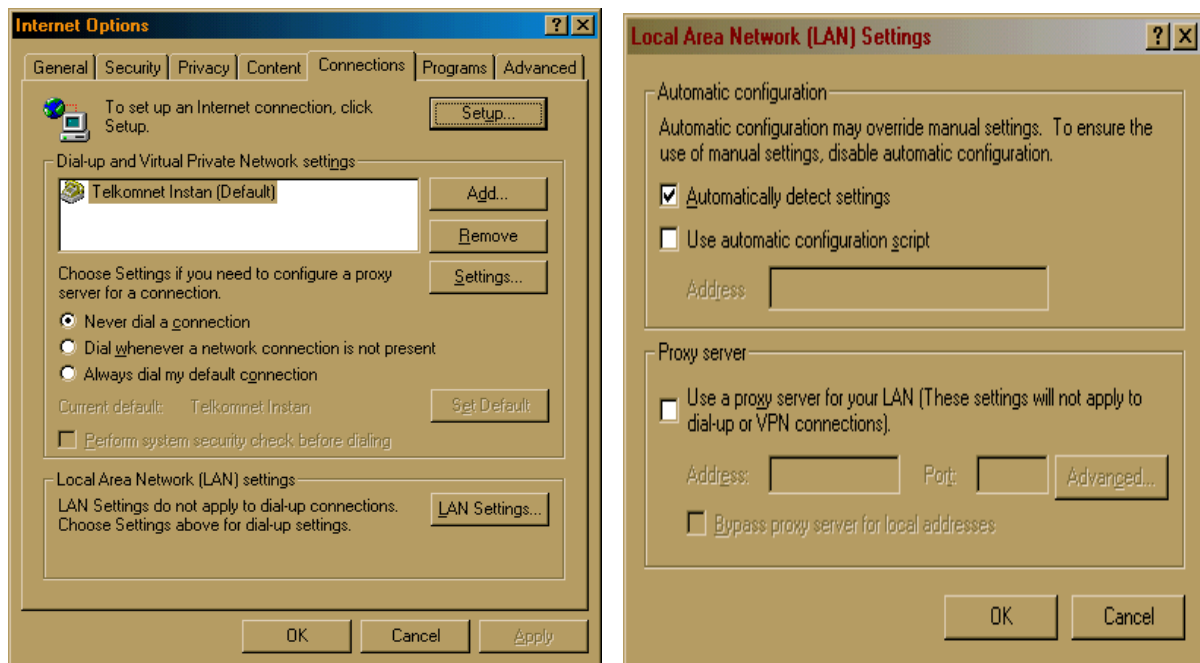 Internet Options
General Security Privacy Content Connections Programs Advanced
To set up an Internet connection, click
Setup.
Setup...
Dial-up and Virtual Private Network settings
Telkomnet Instan (Default)
Add...
Remove
Choose Settings if you need to configure a proxy
server for a connection.
Settings...
Never dial a connection
Dial whenever a network connection is not present
Always dial my default connection
Current default: Telkomnet Instan
Set Default
Perform system security check before dialing
Local Area Network (LAN) settings
LAN Settings do not apply to dial-up connections.
Choose Settings above for dial-up settings.
LAN Settings...
OK Cancel Apply
Local Area Network (LAN) Settings
Automatic configuration
Automatic configuration may override manual settings. To ensure the
use of manual settings, disable automatic configuration.
Automatically detect settings
Use automatic configuration script
Address
Proxy server
Use a proxy server for your LAN (These settings will not apply to
dial-up or VPN connections).
Address: Port: Advanced...
Bypass proxy server for local addresses
OK Cancel